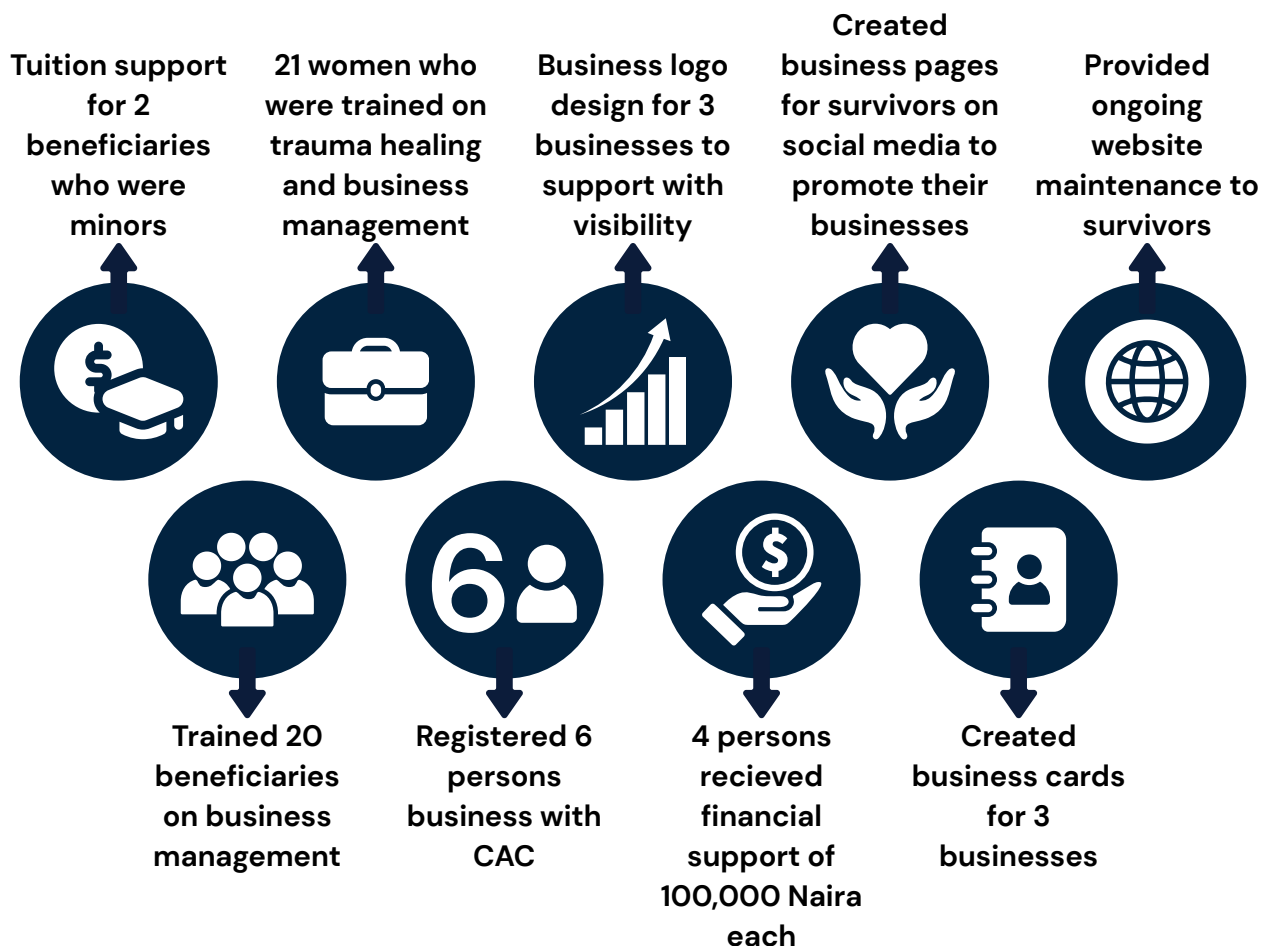 Tuition support
for 2
beneficiaries
who were
minors
21 women who
were trained on
trauma healing
and business
management
Business logo
design for 3
businesses to
support with
visibility
Created
business pages
for survivors on
social media to
promote their
businesses
Provided
ongoing
website
maintenance to
survivors
$
6
$
Trained 20
beneficiaries
on business
management
Registered 6
persons
business with
CAC
4 persons
recieved
financial
support of
100,000 Naira
each
Created
business cards
for 3
businesses